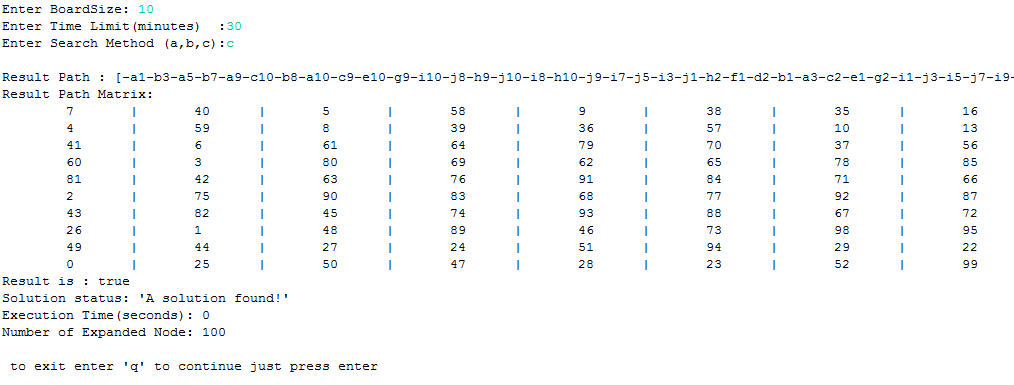 Enter BoardSize: 10
Enter Time Limit(minutes)  :30
Enter Search Method (a,b,c):c
Result Path : [-a1-b3-a5-b7-a9-c10-b8-a10-c9-e10-g9-i10-j8-h9-j10-i8-h10-j9-i7-j5-i3-j1-h2-f1-d2-b1-a3-c2-e1-g2-i1-j3-i5-j7-i9-
Result Path Matrix:
7 | 40 | 5 | 58 | 9 | 38 | 35 | 16
4 | 59 | 8 | 39 | 36 | 57 | 10 | 13
41 | 6 | 61 | 64 | 79 | 70 | 37 | 56
60 | 3 | 80 | 69 | 62 | 65 | 78 | 85
81 | 42 | 63 | 76 | 91 | 84 | 71 | 66
2 | 75 | 90 | 83 | 68 | 77 | 92 | 87
43 | 82 | 45 | 74 | 93 | 88 | 67 | 72
26 | 1 | 48 | 89 | 46 | 73 | 98 | 95
49 | 44 | 27 | 24 | 51 | 94 | 29 | 22
0 | 25 | 50 | 47 | 28 | 23 | 52 | 99
Result is : true
Solution status: 'A solution found!'
Execution Time(seconds): 0
Number of Expanded Node: 100
to exit enter 'q' to continue just press enter